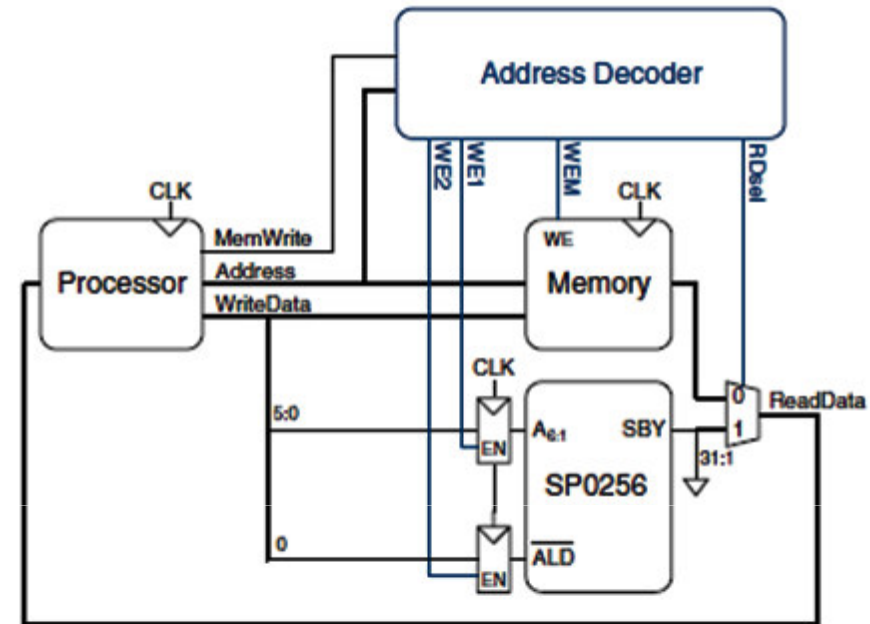 Address Decoder
WE2
WE1
WEM
RDsel
CLK
CLK
MemWrite
WE
Processor
Address
Memory
WriteData
CLK
0
ReadData
5:0
A6:1
SBY
1
EN
31:1
SP0256
0
ALD
EN